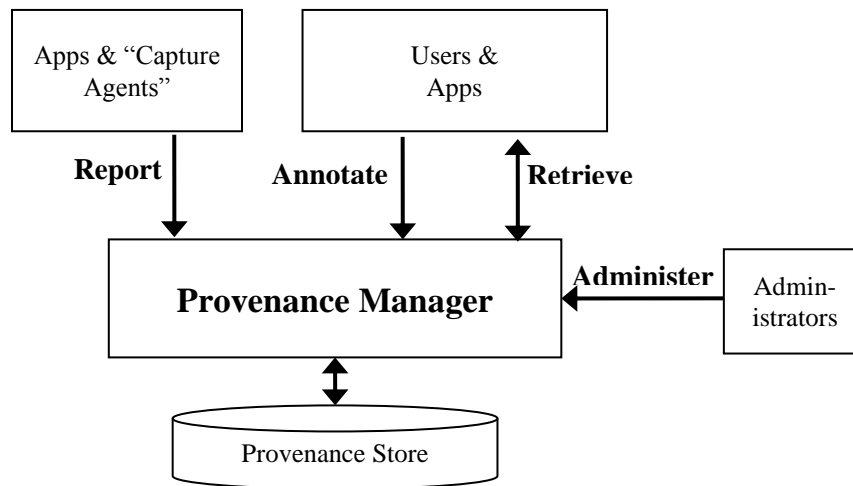 Apps & “Capture
Agents”
Users &
Apps
Report
Annotate
Retrieve
Provenance Manager
Administer
Admin-
istrators
Provenance Store